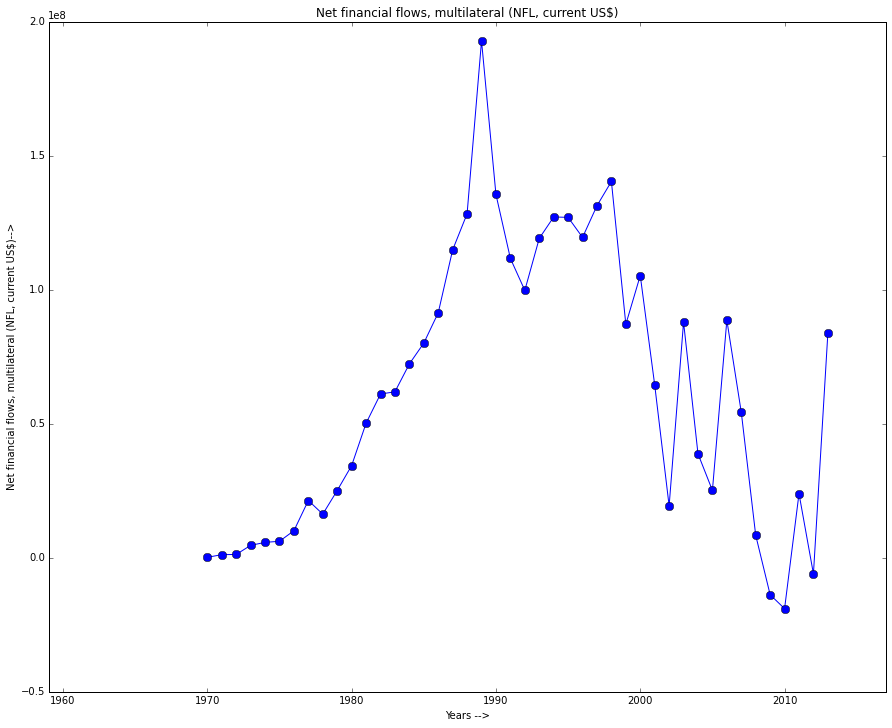 Net financial flows, multilateral (NFL, current US$)
1e8
2.0
1.5
1.0
0.5
0.0
−0.5
Net financial flows, multilateral (NFL, current US$)-->
1960 1970 1980 1990 2000 2010
Years -->